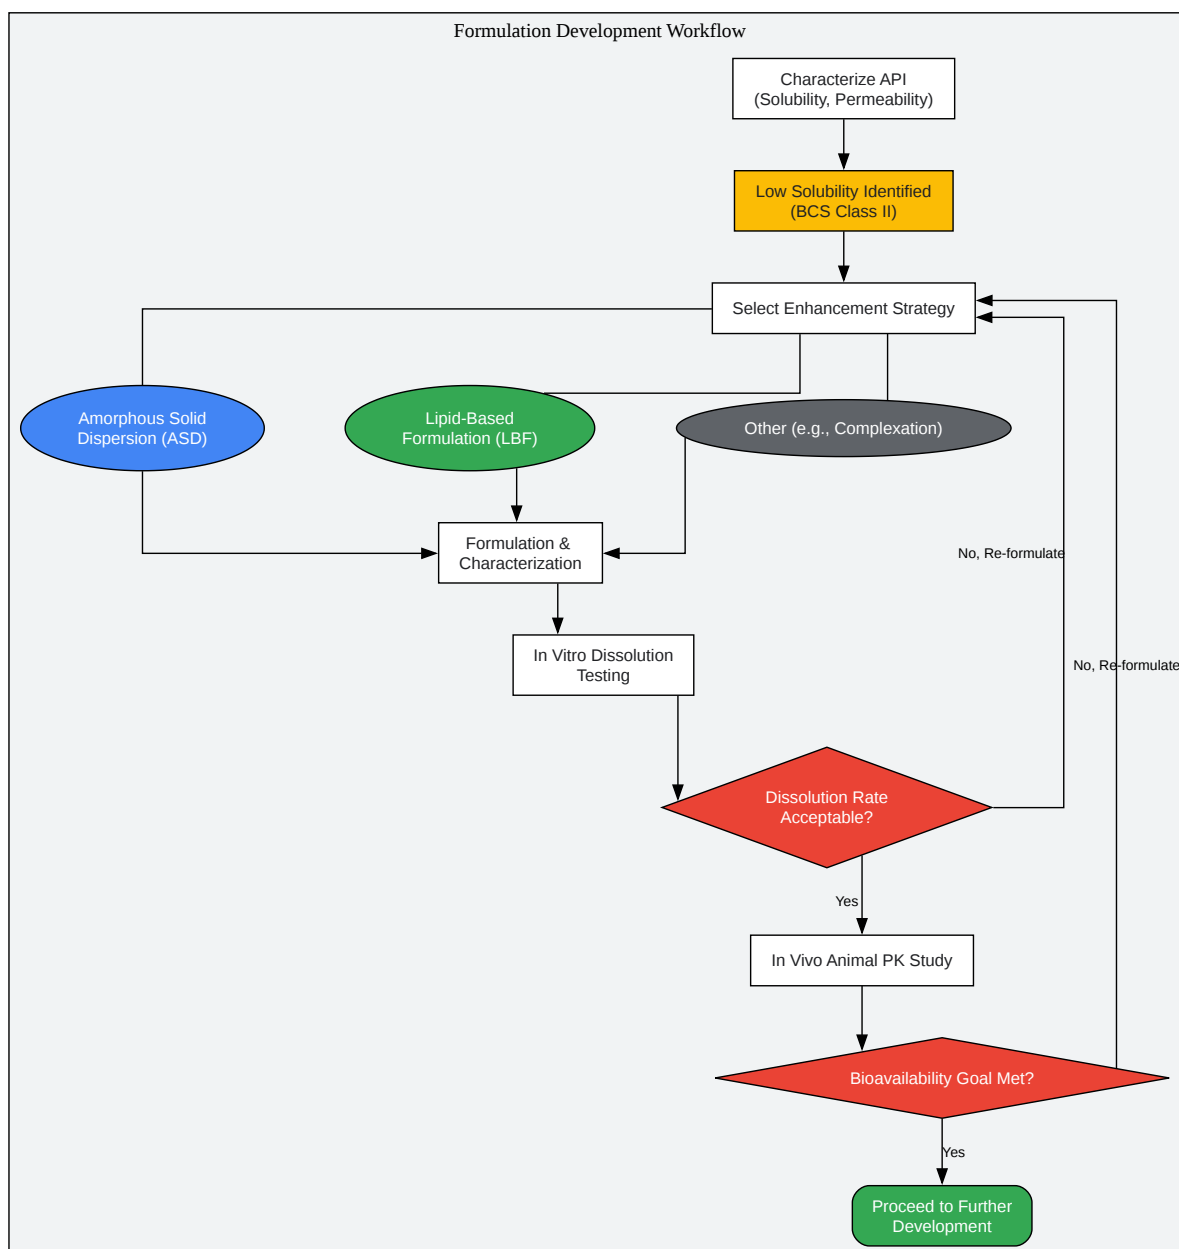 Formulation Development Workflow
Characterize API
(Solubility, Permeability)
Low Solubility Identified
(BCS Class II)
Select Enhancement Strategy
Amorphous Solid
Dispersion (ASD)
Lipid-Based
Formulation (LBF)
Other (e.g., Complexation)
Formulation &
Characterization
No, Re-formulate
In Vitro Dissolution
Testing
No, Re-formulate
Dissolution Rate
Acceptable?
Yes
In Vivo Animal PK Study
Bioavailability Goal Met?
Yes
Proceed to Further
Development